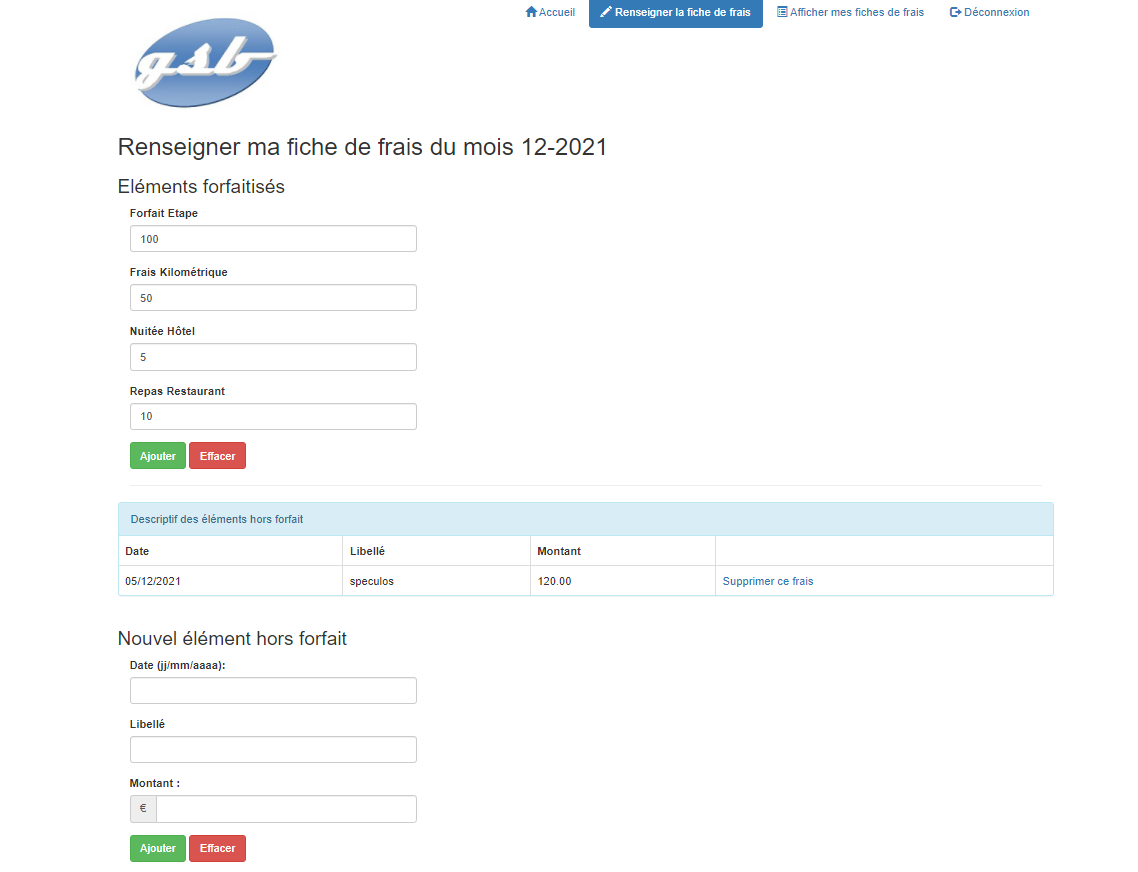 Accueil Renseigner la fiche de frais Afficher mes fiches de frais Déconnexion
gsb
Renseigner ma fiche de frais du mois 12-2021
Eléments forfaitisés
Forfait Etape
100
Frais Kilométrique
50
Nuitée Hôtel
5
Repas Restaurant
10
Ajouter Effacer
Descriptif des éléments hors forfait
Date Libellé Montant
05/12/2021 speculos 120.00 Supprimer ce frais
Nouvel élément hors forfait
Date (jj/mm/aaaa):
Libellé
Montant :
€
Ajouter Effacer